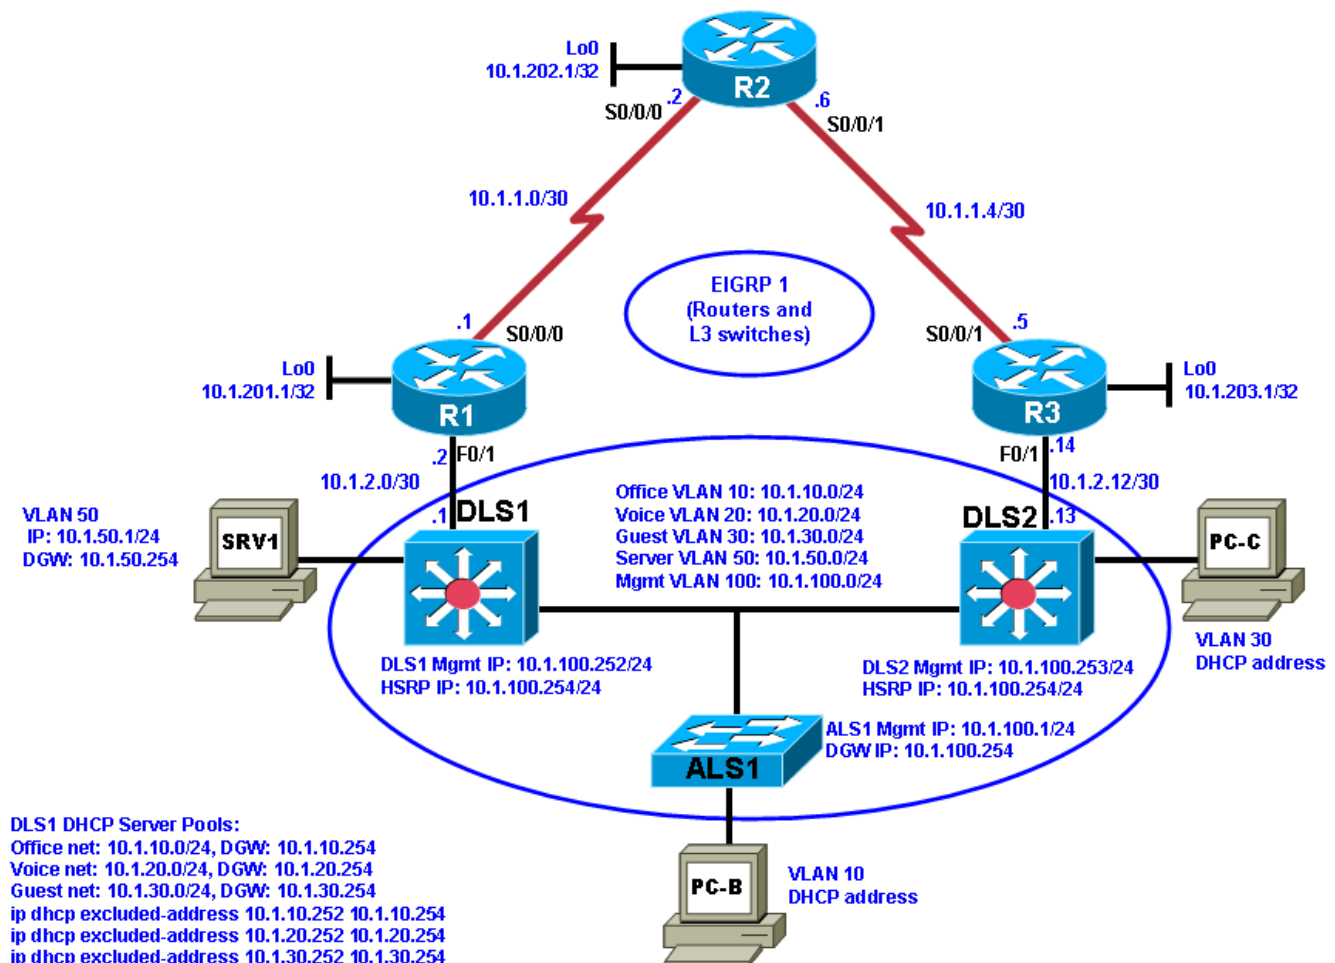 Lo0
10.1.202.1/32
R2
.2
.6
S0/0/0
S0/0/1
10.1.1.0/30
10.1.1.4/30
EIGRP 1
(Routers and
L3 switches)
.1
S0/0/0
S0/0/1
.5
Lo0
10.1.201.1/32
R1
R3
Lo0
10.1.203.1/32
.2
F0/1
F0/1
.14
10.1.2.0/30
10.1.2.12/30
.1
DLS1
DLS2
.13
Office VLAN 10: 10.1.10.0/24
Voice VLAN 20: 10.1.20.0/24
Guest VLAN 30: 10.1.30.0/24
Server VLAN 50: 10.1.50.0/24
Mgmt VLAN 100: 10.1.100.0/24
VLAN 50
IP: 10.1.50.1/24
DGW: 10.1.50.254
SRV1
PC-C
VLAN 30
DHCP address
DLS1 Mgmt IP: 10.1.100.252/24
HSRP IP: 10.1.100.254/24
DLS2 Mgmt IP: 10.1.100.253/24
HSRP IP: 10.1.100.254/24
ALS1 Mgmt IP: 10.1.100.1/24
DGW IP: 10.1.100.254
ALS1
PC-B
VLAN 10
DHCP address
DLS1 DHCP Server Pools:
Office net: 10.1.10.0/24, DGW: 10.1.10.254
Voice net: 10.1.20.0/24, DGW: 10.1.20.254
Guest net: 10.1.30.0/24, DGW: 10.1.30.254
ip dhcp excluded-address 10.1.10.252 10.1.10.254
ip dhcp excluded-address 10.1.20.252 10.1.20.254
ip dhcp excluded-address 10.1.30.252 10.1.30.254